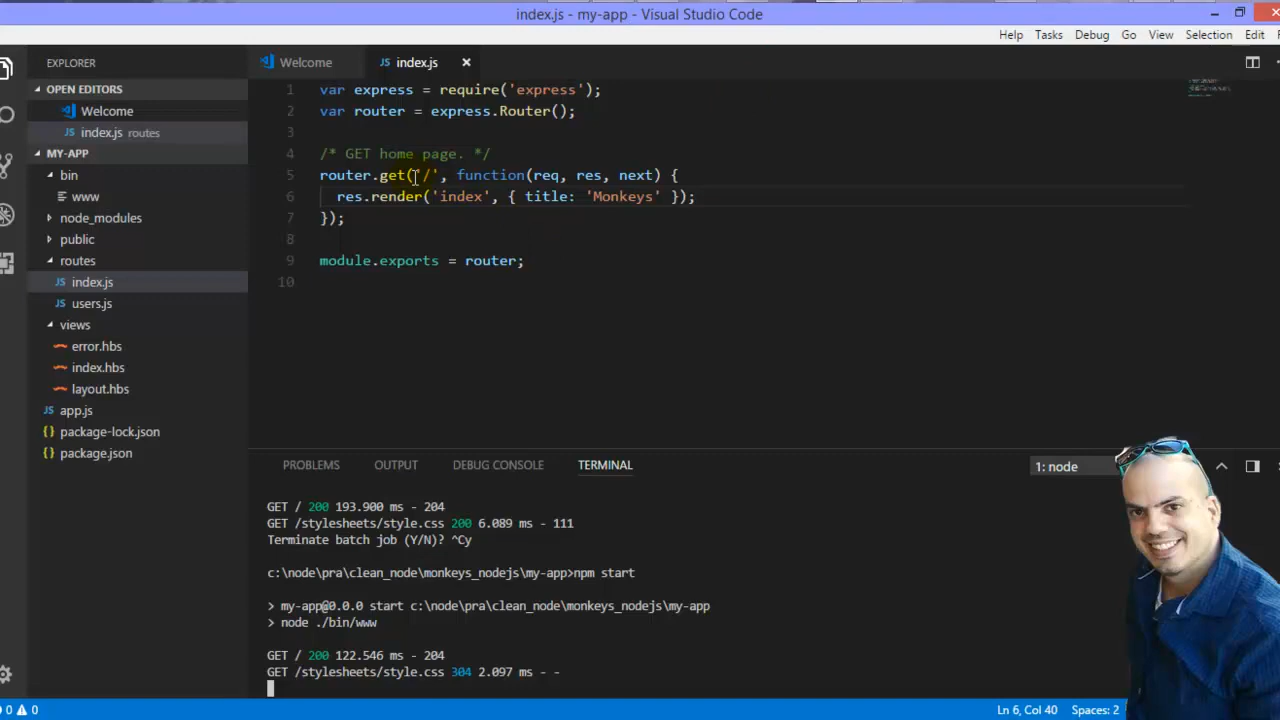 index.js - my-app - Visual Studio Code
Help Tasks Debug Go View Selection Edit
EXPLORER
OPEN EDITORS
Welcome
index.js routes
MY-APP
bin
www
node_modules
public
routes
index.js
users.js
views
error.hbs
index.hbs
layout.hbs
app.js
package-lock.json
package.json
Welcome
JS index.js
1 var express = require('express');
2 var router = express.Router();
3
4 /* GET home page. */
5 router.get('/', function(req, res, next) {
6 res.render('index', { title: 'Monkeys' });
7 });
8
9 module.exports = router;
10
PROBLEMS OUTPUT DEBUG CONSOLE TERMINAL
1: node
GET / 200 193.900 ms - 204
GET /stylesheets/style.css 200 6.089 ms - 111
Terminate batch job (Y/N)? ^Cy
c:\node\pra\clean_node\monkeys_nodejs\my-app>npm start
> my-app@0.0.0 start c:\node\pra\clean_node\monkeys_nodejs\my-app
> node ./bin/www
GET / 200 122.546 ms - 204
GET /stylesheets/style.css 304 2.097 ms - -
0 0
Ln 6, Col 40 Spaces: 2